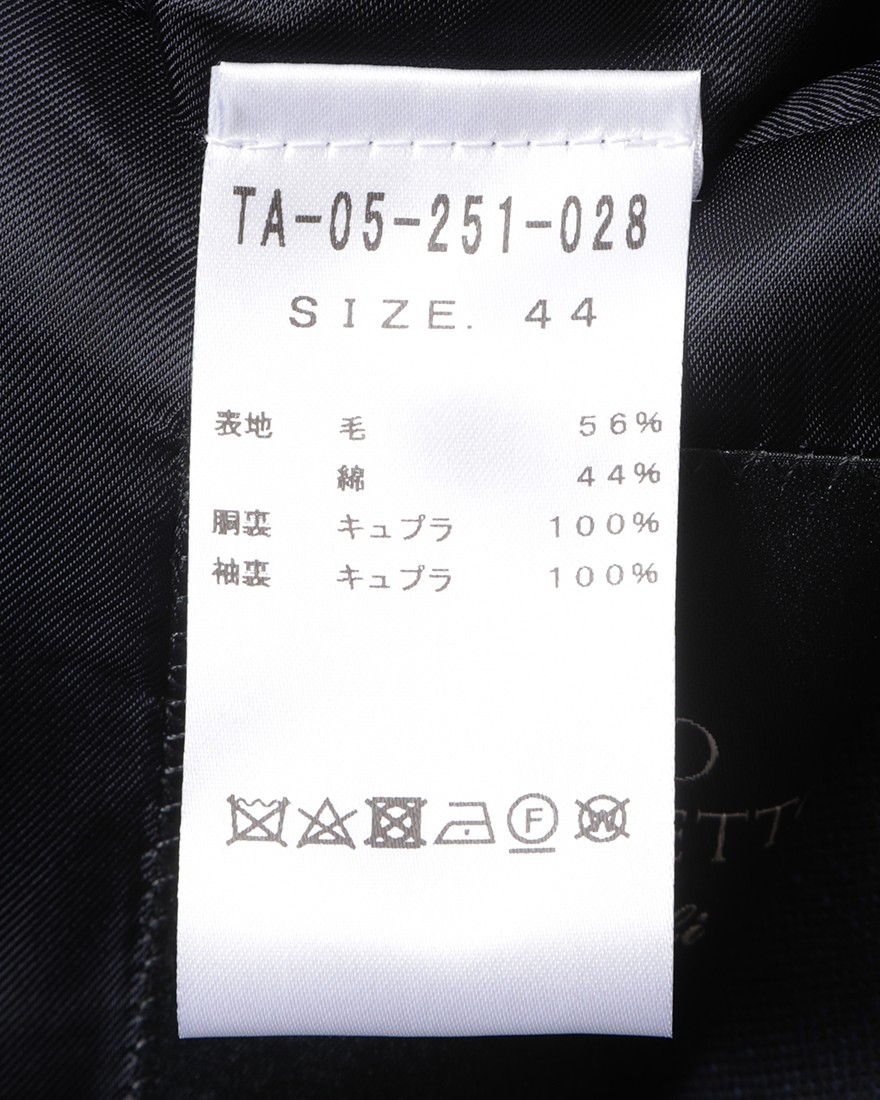 TA-05-251-028
SIZE. 44
表地 毛 56%
綿 44%
胴裏 キュプラ 100%
袖裏 キュプラ 100%
F W